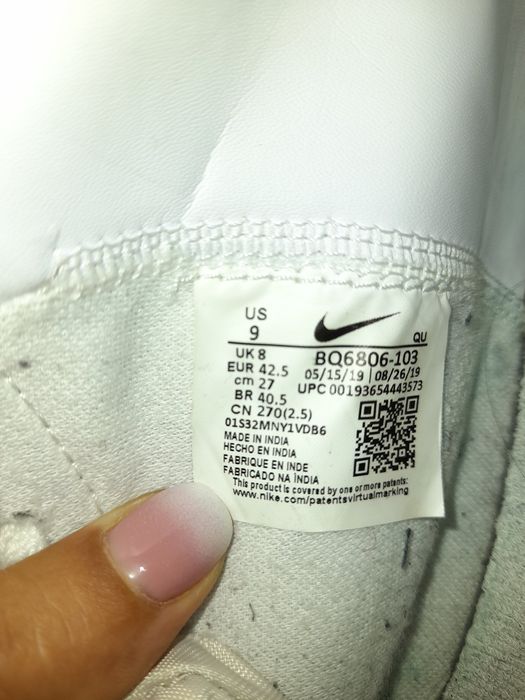 US
9
QU
UK 8
BQ6806-103
EUR 42.5
05/15/19 | 08/26/19
cm 27
UPC 00193654443573
BR 40.5
CN 270(2.5)
01S32MNY1VDB6
MADE IN INDIA
HECHO EN INDIA
FABRIQUE EN INDE
FABRICADO NA ÍNDIA
This product is covered by one or more patents:
www.nike.com/patentsvirtualmarking